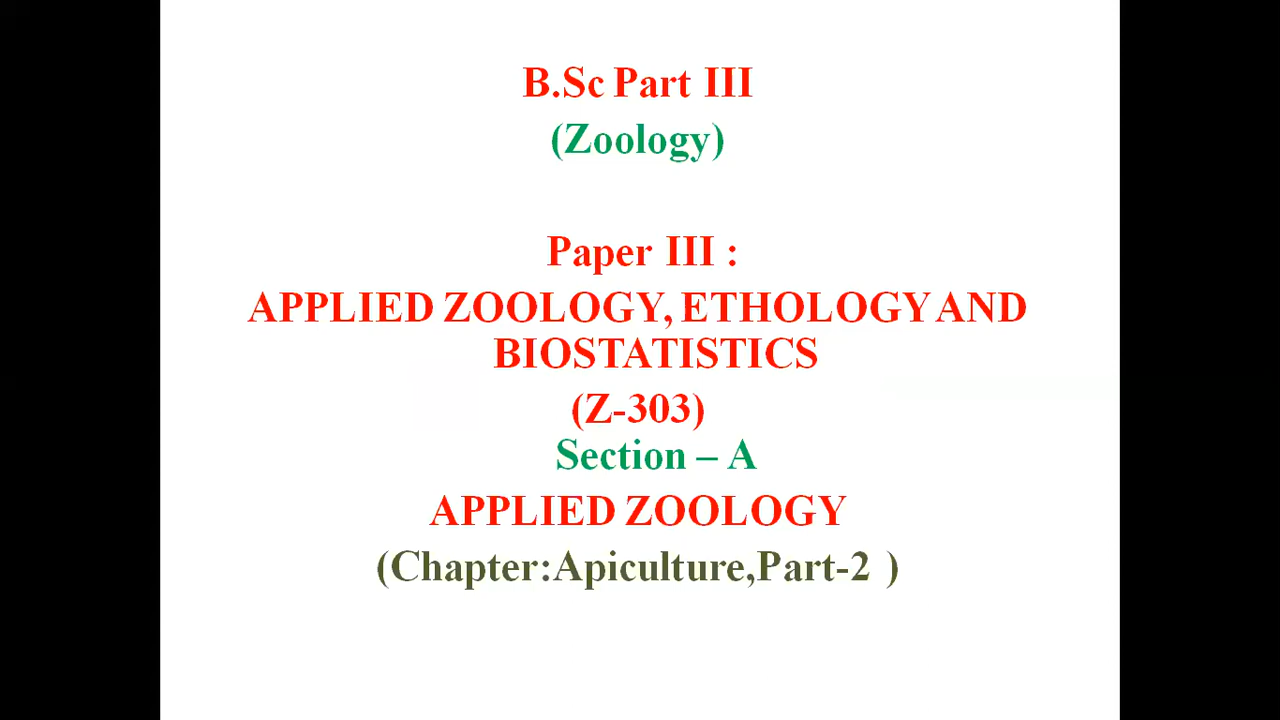 B.Sc Part III
(Zoology)
Paper III :
APPLIED ZOOLOGY, ETHOLOGY AND
BIOSTATISTICS
(Z-303)
Section – A
APPLIED ZOOLOGY
(Chapter:Apiculture,Part-2 )